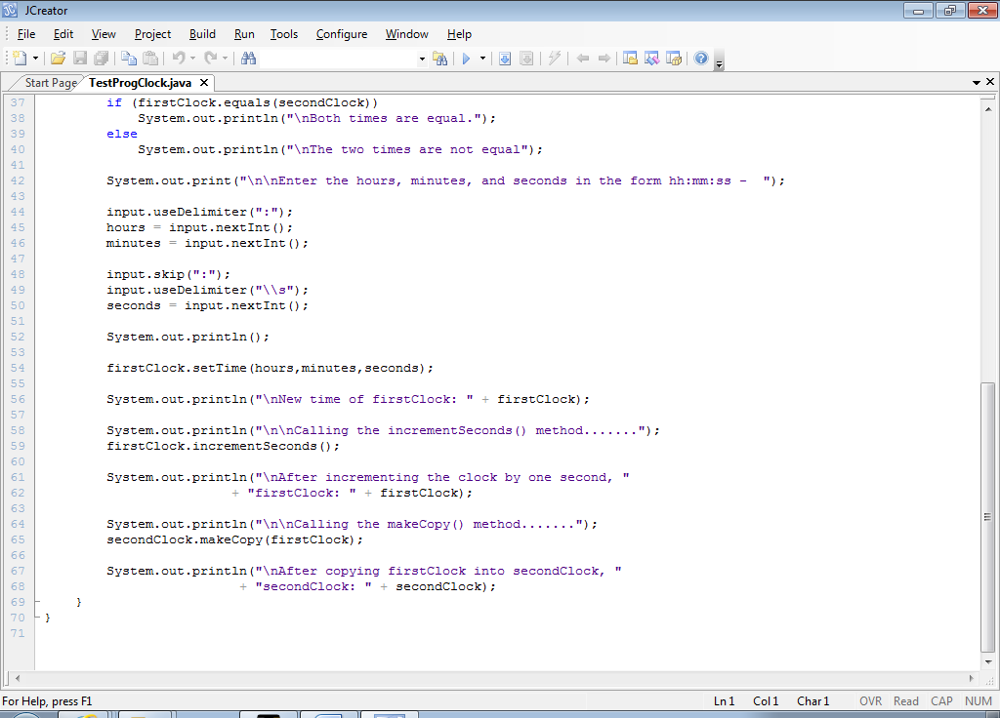 JCreator
File Edit View Project Build Run Tools Configure Window Help
Start Page TestProgClock.java
37 if (firstClock.equals(secondClock))
38 System.out.println("\nBoth times are equal.");
39 else
40 System.out.println("\nThe two times are not equal");
41
42 System.out.print("\n\nEnter the hours, minutes, and seconds in the form hh:mm:ss -  ");
43
44 input.useDelimiter(":");
45 hours = input.nextInt();
46 minutes = input.nextInt();
47
48 input.skip(":");
49 input.useDelimiter("\\s");
50 seconds = input.nextInt();
51
52 System.out.println();
53
54 firstClock.setTime(hours,minutes,seconds);
55
56 System.out.println("\nNew time of firstClock: " + firstClock);
57
58 System.out.println("\n\nCalling the incrementSeconds() method.......");
59 firstClock.incrementSeconds();
60
61 System.out.println("\nAfter incrementing the clock by one second, "
62 + "firstClock: " + firstClock);
63
64 System.out.println("\n\nCalling the makeCopy() method.......");
65 secondClock.makeCopy(firstClock);
66
67 System.out.println("\nAfter copying firstClock into secondClock, "
68 + "secondClock: " + secondClock);
69 }
70 }
71
For Help, press F1 Ln 1 Col 1 Char 1 OVR Read CAP NUM